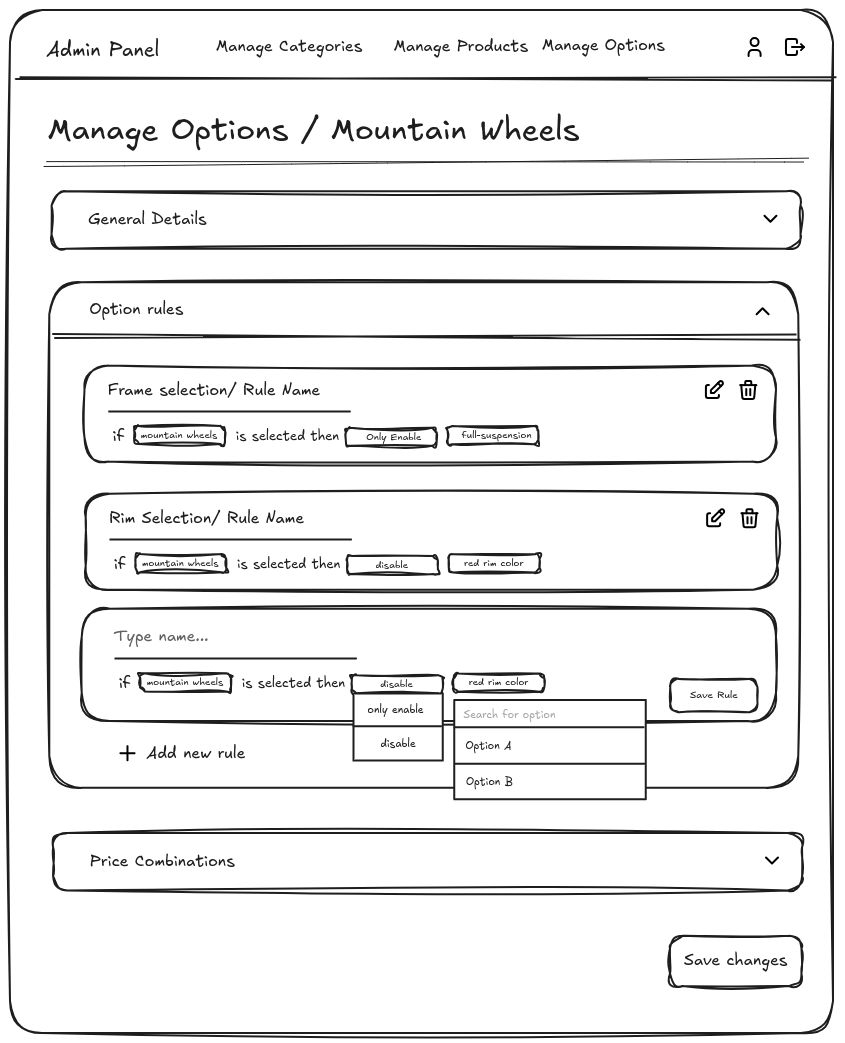 Admin Panel Manage Categories Manage Products Manage Options
Manage Options / Mountain Wheels
General Details
Option rules
Frame selection/ Rule Name
if mountain wheels is selected then Only Enable full-suspension
Rim Selection/ Rule Name
if mountain wheels is selected then disable red rim color
Type name...
if mountain wheels is selected then disable red rim color
Save Rule
only enable
disable
Search for option
Option A
Option B
Add new rule
Price Combinations
Save changes